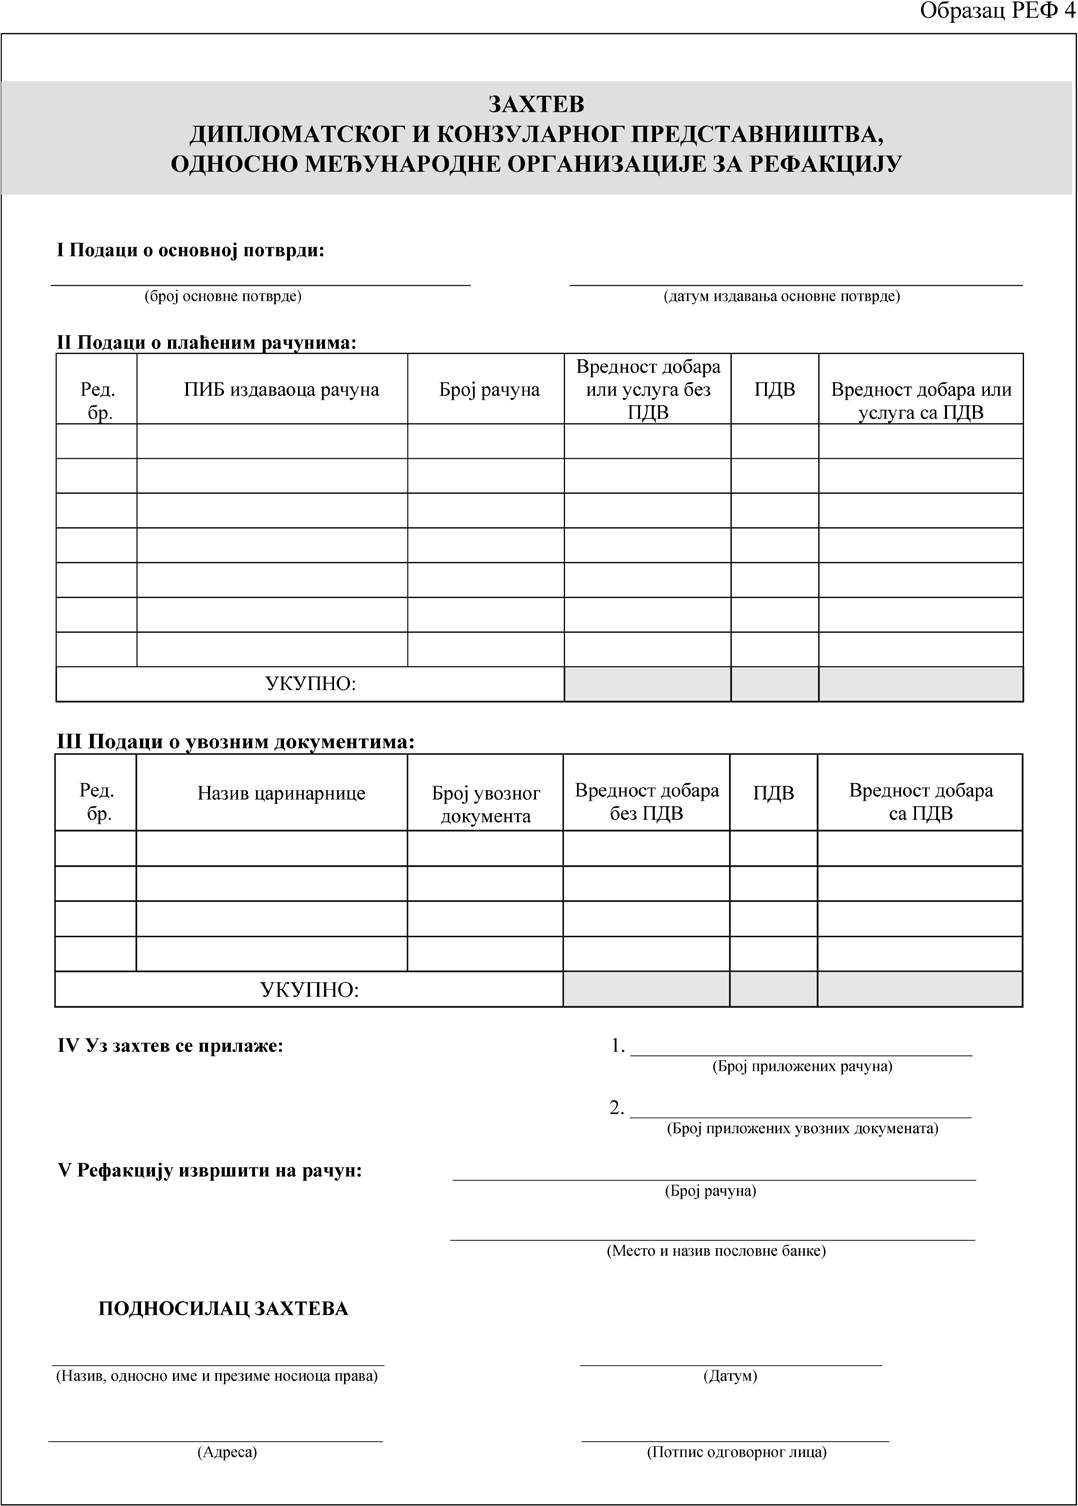 Образац РЕФ 4
ЗАХТЕВ
ДИПЛОМАТСКОГ И КОНЗУЛАРНОГ ПРЕДСТАВНИШТВА,
ОДНОСНО МЕЂУНАРОДНЕ ОРГАНИЗАЦИЈЕ ЗА РЕФАКЦИЈУ
I Подаци о основној потврди:
(број основне потврде) (датум издавања основне потврде)
II Подаци о плаћеним рачунима:
Ред. бр.
ПИБ издаваоца рачуна
Број рачуна
Вредност добара или услуга без ПДВ
ПДВ
Вредност добара или услуга са ПДВ
УКУПНО:
III Подаци о увозним документима:
Ред. бр.
Назив царинарнице
Број увозног документа
Вредност добара без ПДВ
ПДВ
Вредност добара са ПДВ
УКУПНО:
IV Уз захтев се прилаже: 1.
(Број приложених рачуна)
2.
(Број приложених увозних докумената)
V Рефакцију извршити на рачун:
(Број рачуна)
(Место и назив пословне банке)
ПОДНОСИЛАЦ ЗАХТЕВА
(Назив, односно име и презиме носиоца права) (Датум)
(Адреса) (Потпис одговорног лица)